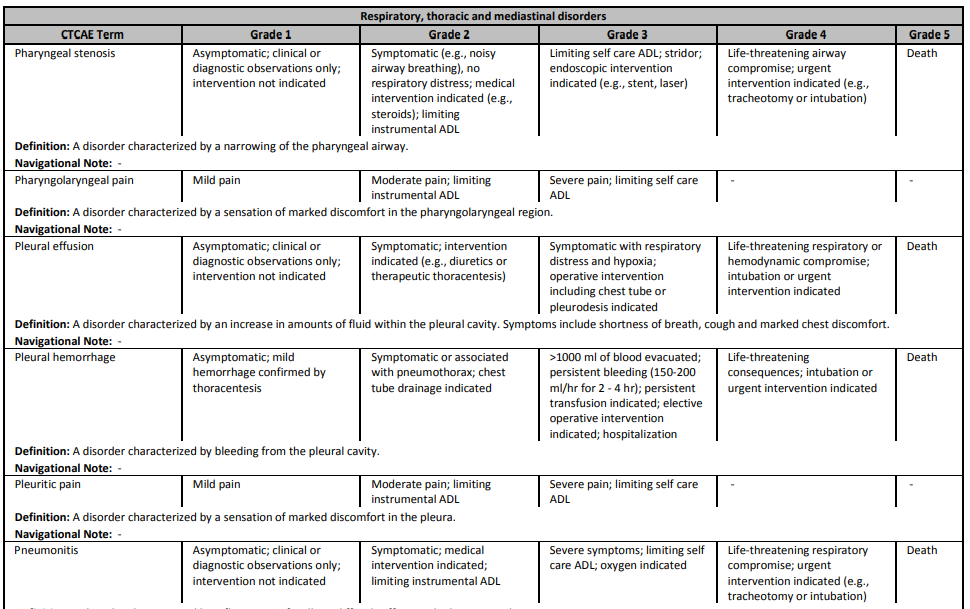 Respiratory, thoracic and mediastinal disorders
CTCAE Term Grade 1 Grade 2 Grade 3 Grade 4 Grade 5
Pharyngeal stenosis Asymptomatic; clinical or Symptomatic (e.g., noisy Limiting self care ADL; stridor; Life-threatening airway Death
diagnostic observations only; airway breathing), no endoscopic intervention compromise; urgent
intervention not indicated respiratory distress; medical indicated (e.g., stent, laser) intervention indicated (e.g.,
intervention indicated (e.g., tracheotomy or intubation)
steroids); limiting
instrumental ADL
Definition: A disorder characterized by a narrowing of the pharyngeal airway.
Navigational Note: -
Pharyngolaryngeal pain Mild pain Moderate pain; limiting Severe pain; limiting self care - -
instrumental ADL ADL
Definition: A disorder characterized by a sensation of marked discomfort in the pharyngolaryngeal region.
Navigational Note: -
Pleural effusion Asymptomatic; clinical or Symptomatic; intervention Symptomatic with respiratory Life-threatening respiratory or Death
diagnostic observations only; indicated (e.g., diuretics or distress and hypoxia; hemodynamic compromise;
intervention not indicated therapeutic thoracentesis) operative intervention intubation or urgent
including chest tube or intervention indicated
pleurodesis indicated
Definition: A disorder characterized by an increase in amounts of fluid within the pleural cavity. Symptoms include shortness of breath, cough and marked chest discomfort.
Navigational Note: -
Pleural hemorrhage Asymptomatic; mild Symptomatic or associated >1000 ml of blood evacuated; Life-threatening Death
hemorrhage confirmed by with pneumothorax; chest persistent bleeding (150-200 consequences; intubation or
thoracentesis tube drainage indicated ml/hr for 2 - 4 hr); persistent urgent intervention indicated
transfusion indicated; elective
operative intervention
indicated; hospitalization
Definition: A disorder characterized by bleeding from the pleural cavity.
Navigational Note: -
Pleuritic pain Mild pain Moderate pain; limiting Severe pain; limiting self care - -
instrumental ADL ADL
Definition: A disorder characterized by a sensation of marked discomfort in the pleura.
Navigational Note: -
Pneumonitis Asymptomatic; clinical or Symptomatic; medical Severe symptoms; limiting self Life-threatening respiratory Death
diagnostic observations only; intervention indicated; care ADL; oxygen indicated compromise; urgent
intervention not indicated limiting instrumental ADL intervention indicated (e.g.,
tracheotomy or intubation)